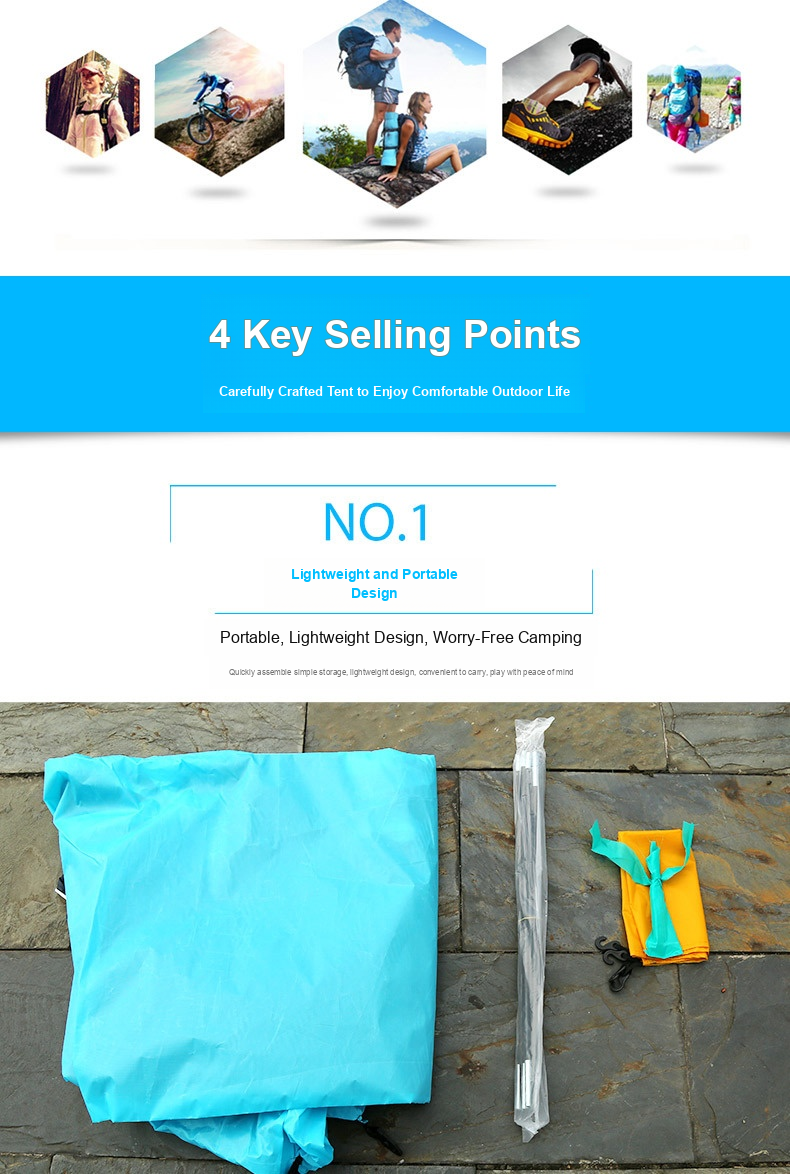 4 Key Selling Points
Carefully Crafted Tent to Enjoy Comfortable Outdoor Life
NO.1
Lightweight and Portable
Design
Portable, Lightweight Design, Worry-Free Camping
Quickly assemble simple storage, lightweight design, convenient to carry, play with peace of mind